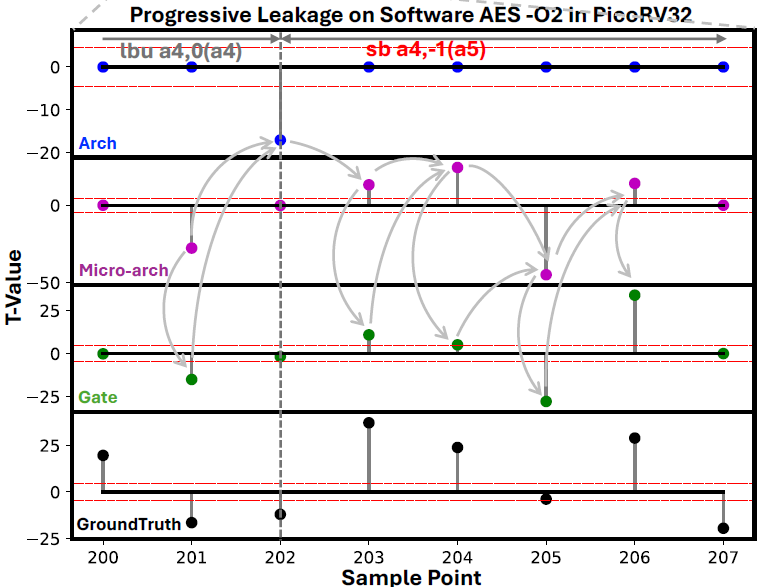 Progressive Leakage on Software AES -O2 in PiccRV32
lbu a4,0(a4)
sb a4,-1(a5)
0
−10
−20
Arch
0
−50
Micro-arch
25
0
−25
Gate
25
0
−25
GroundTruth
T-Value
200 201 202 203 204 205 206 207
Sample Point